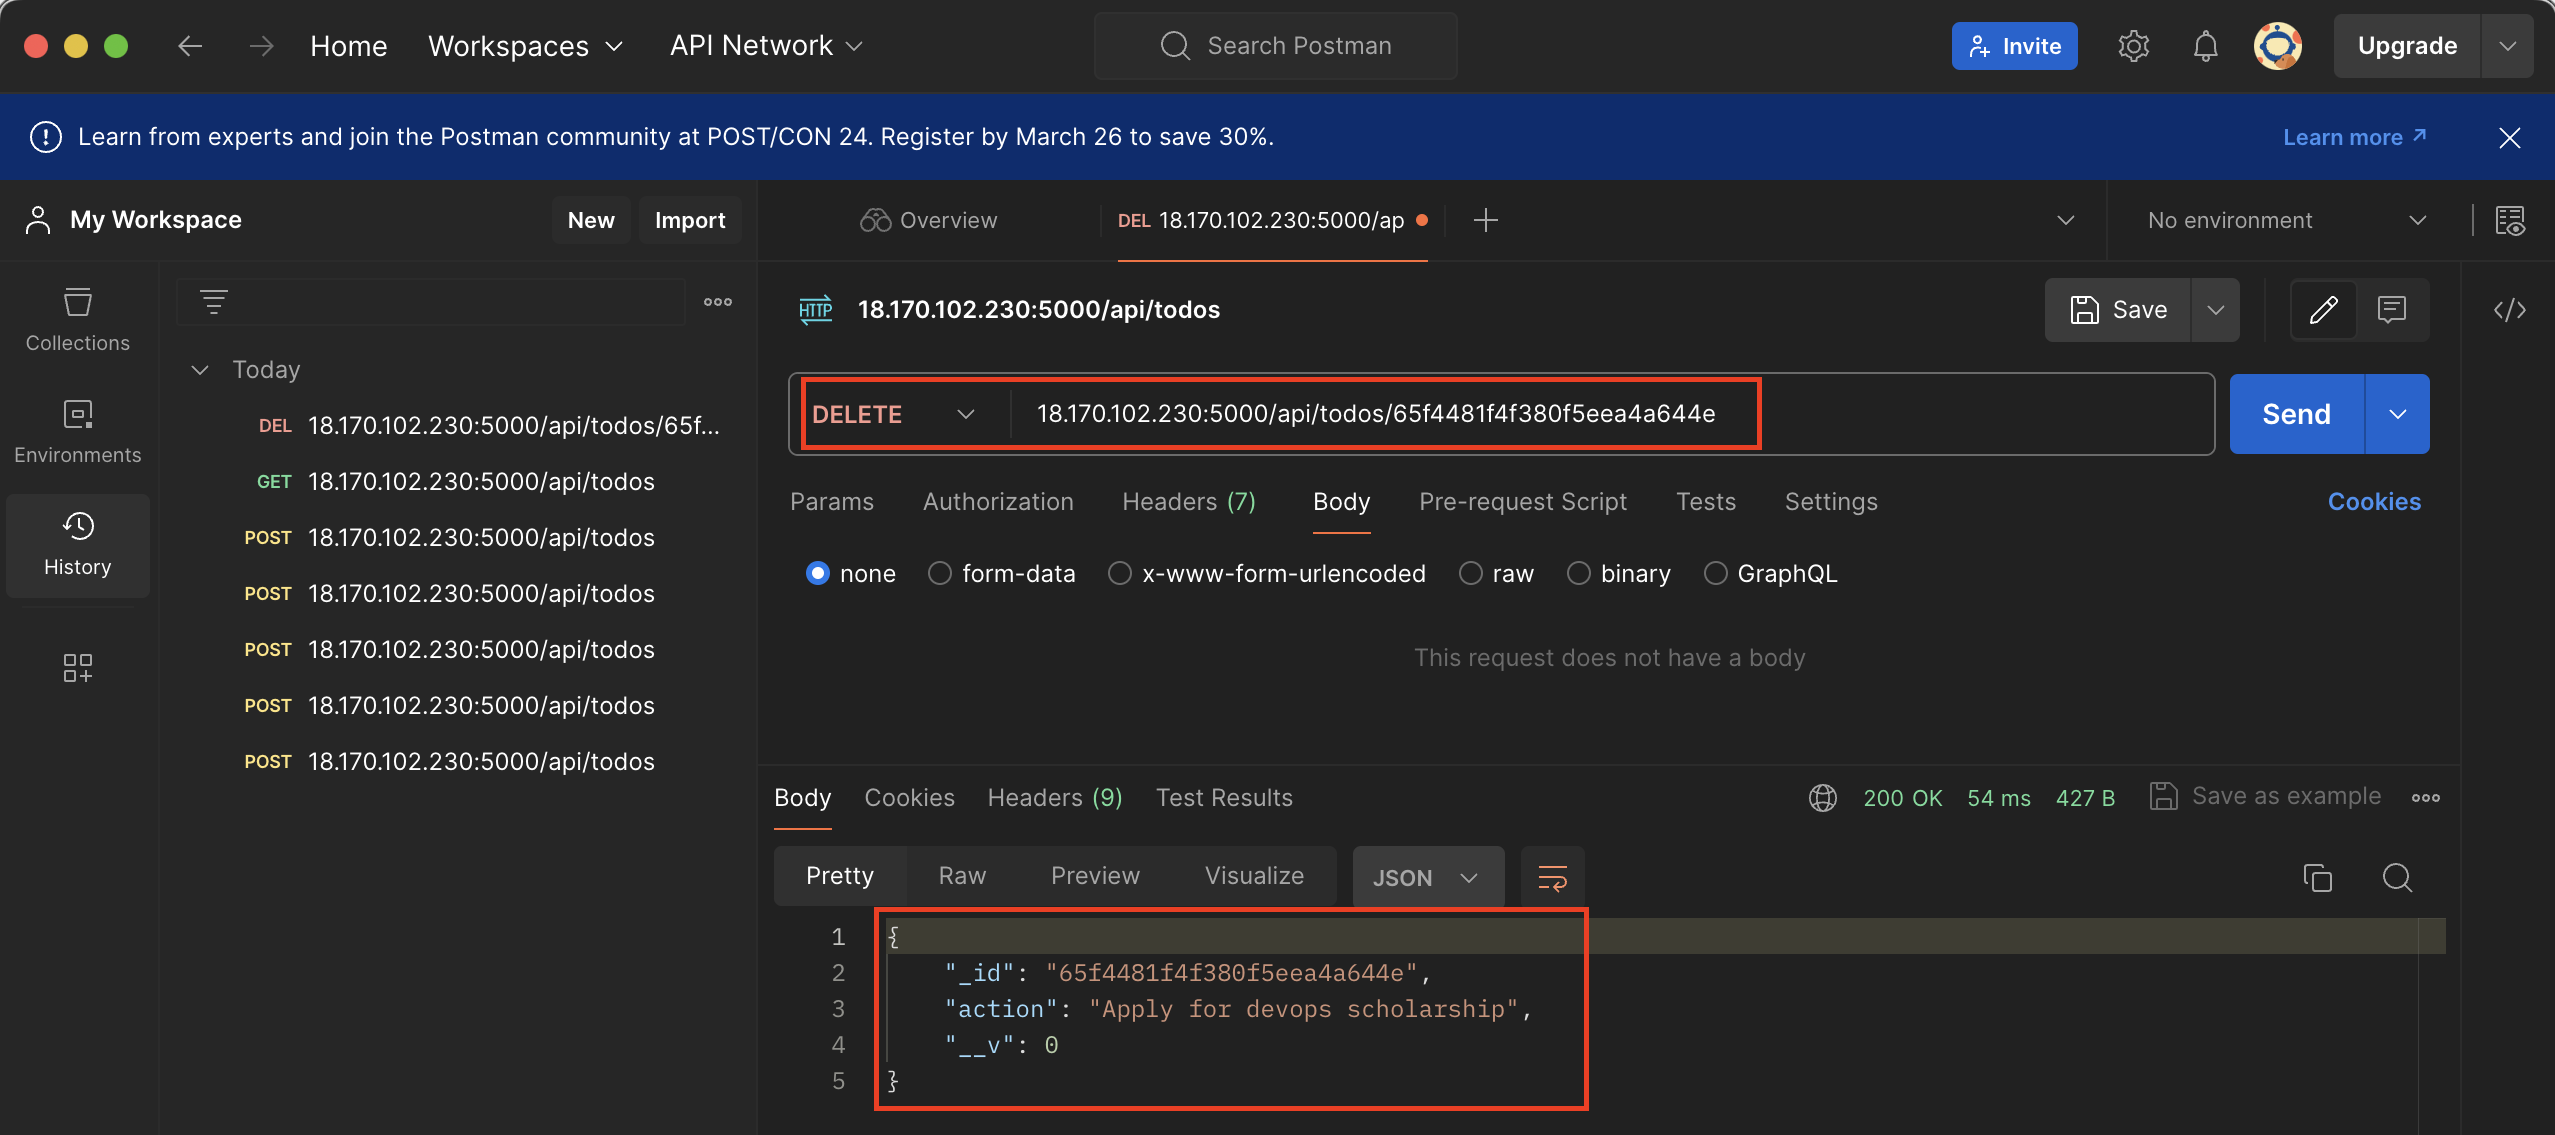 Home Workspaces API Network Search Postman Invite Upgrade
Learn from experts and join the Postman community at POST/CON 24. Register by March 26 to save 30%. Learn more ↗
My Workspace New Import Overview DEL 18.170.102.230:5000/ap No environment
Collections
Environments
History
Today
DEL 18.170.102.230:5000/api/todos/65f...
GET 18.170.102.230:5000/api/todos
POST 18.170.102.230:5000/api/todos
POST 18.170.102.230:5000/api/todos
POST 18.170.102.230:5000/api/todos
POST 18.170.102.230:5000/api/todos
POST 18.170.102.230:5000/api/todos
HTTP 18.170.102.230:5000/api/todos Save </>
DELETE 18.170.102.230:5000/api/todos/65f4481f4f380f5eea4a644e Send
Params Authorization Headers (7) Body Pre-request Script Tests Settings Cookies
none form-data x-www-form-urlencoded raw binary GraphQL
This request does not have a body
Body Cookies Headers (9) Test Results 200 OK 54 ms 427 B Save as example
Pretty Raw Preview Visualize JSON
1 {
2 "_id": "65f4481f4f380f5eea4a644e",
3 "action": "Apply for devops scholarship",
4 "__v": 0
5 }